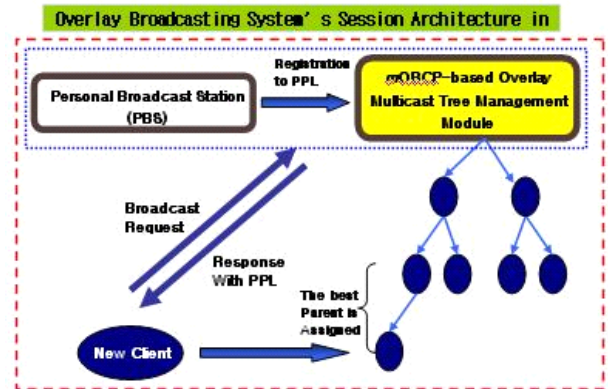 Overlay Broadcasting System's Session Architecture in
Personal Broadcast Station
(PBS)
Registration
to PPL
mOBCP-based Overlay
Multicast Tree Management
Module
Broadcast
Request
Response
With PPL
The best
Parent is
Assigned
New Client